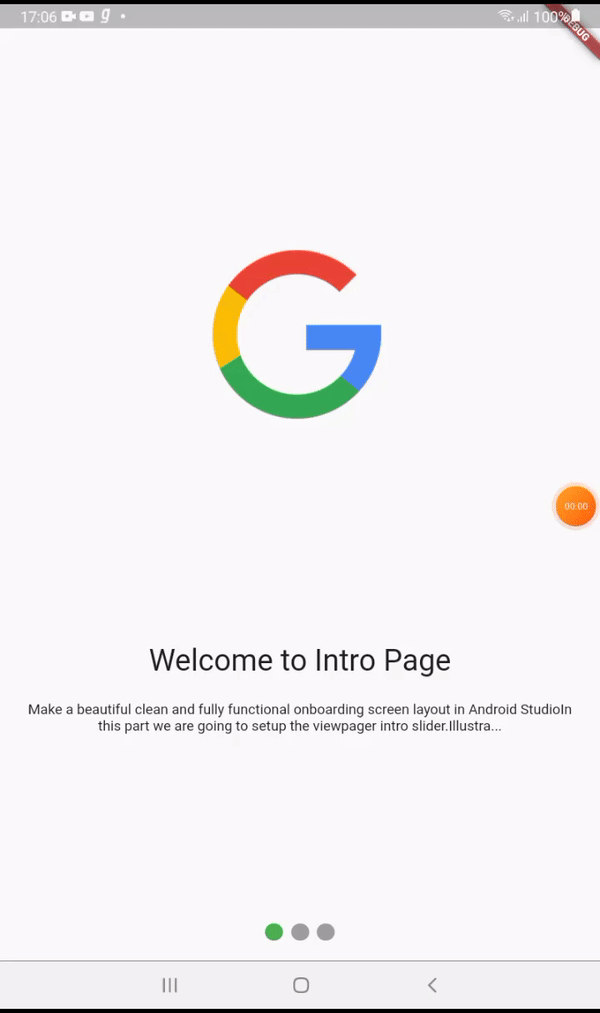 17:06 g 100%
DEBUG
00:00
Welcome to Intro Page
Make a beautiful clean and fully functional onboarding screen layout in Android StudioIn
this part we are going to setup the viewpager intro slider.Illustra...